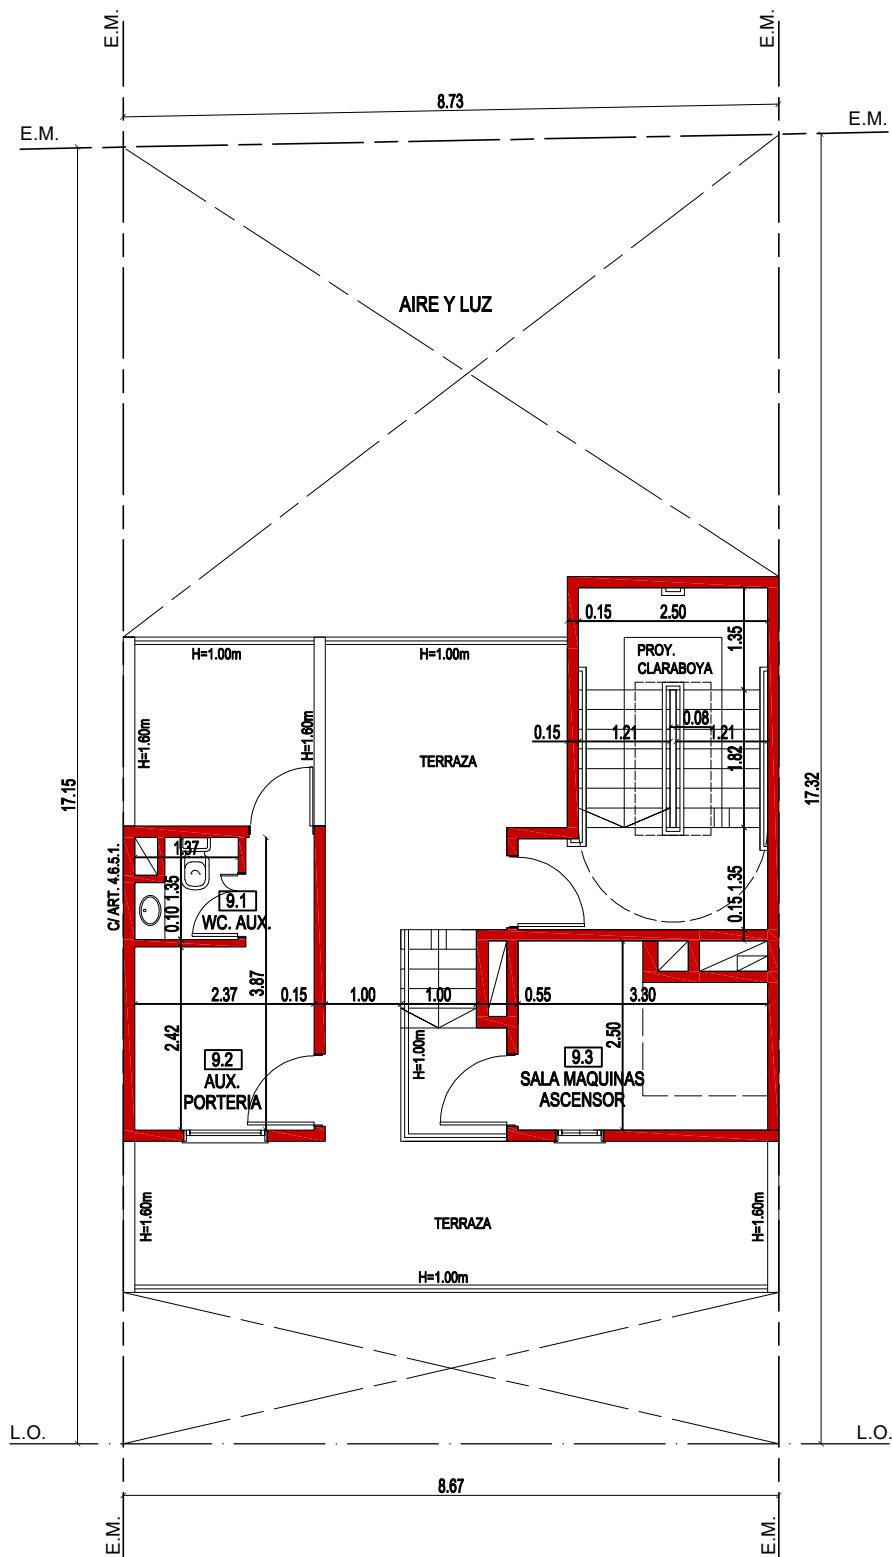 E.M.
E.M.
8.73
E.M.
E.M.
AIRE Y LUZ
0.15
2.50
1.35
PROY.
CLARABOYA
H=1.00m
H=1.00m
H=1.60m
H=1.60m
0.15
1.21
0.08
1.21
1.82
TERRAZA
17.15
17.32
C/ ART. 4.6.5.1.
1.37
1.35
0.10
9.1
WC. AUX.
0.15
1.35
2.37
3.87
0.15
1.00
1.00
0.55
3.30
2.42
2.50
H=1.00m
9.2
AUX.
PORTERIA
9.3
SALA MAQUINAS
ASCENSOR
H=1.60m
TERRAZA
H=1.60m
H=1.00m
L.O.
L.O.
8.67
E.M.
E.M.